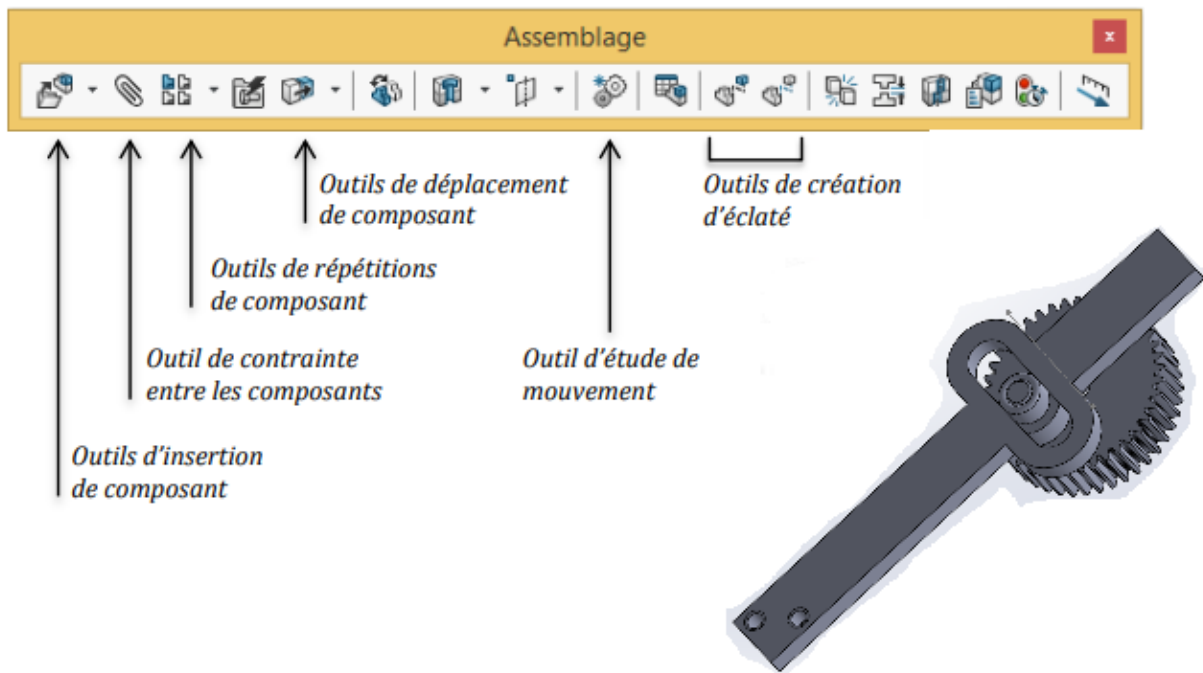 Assemblage
x
Outils de déplacement
de composant
Outils de création
d'éclaté
Outils de répétitions
de composant
Outil de contrainte
entre les composants
Outil d'étude de
mouvement
Outils d'insertion
de composant